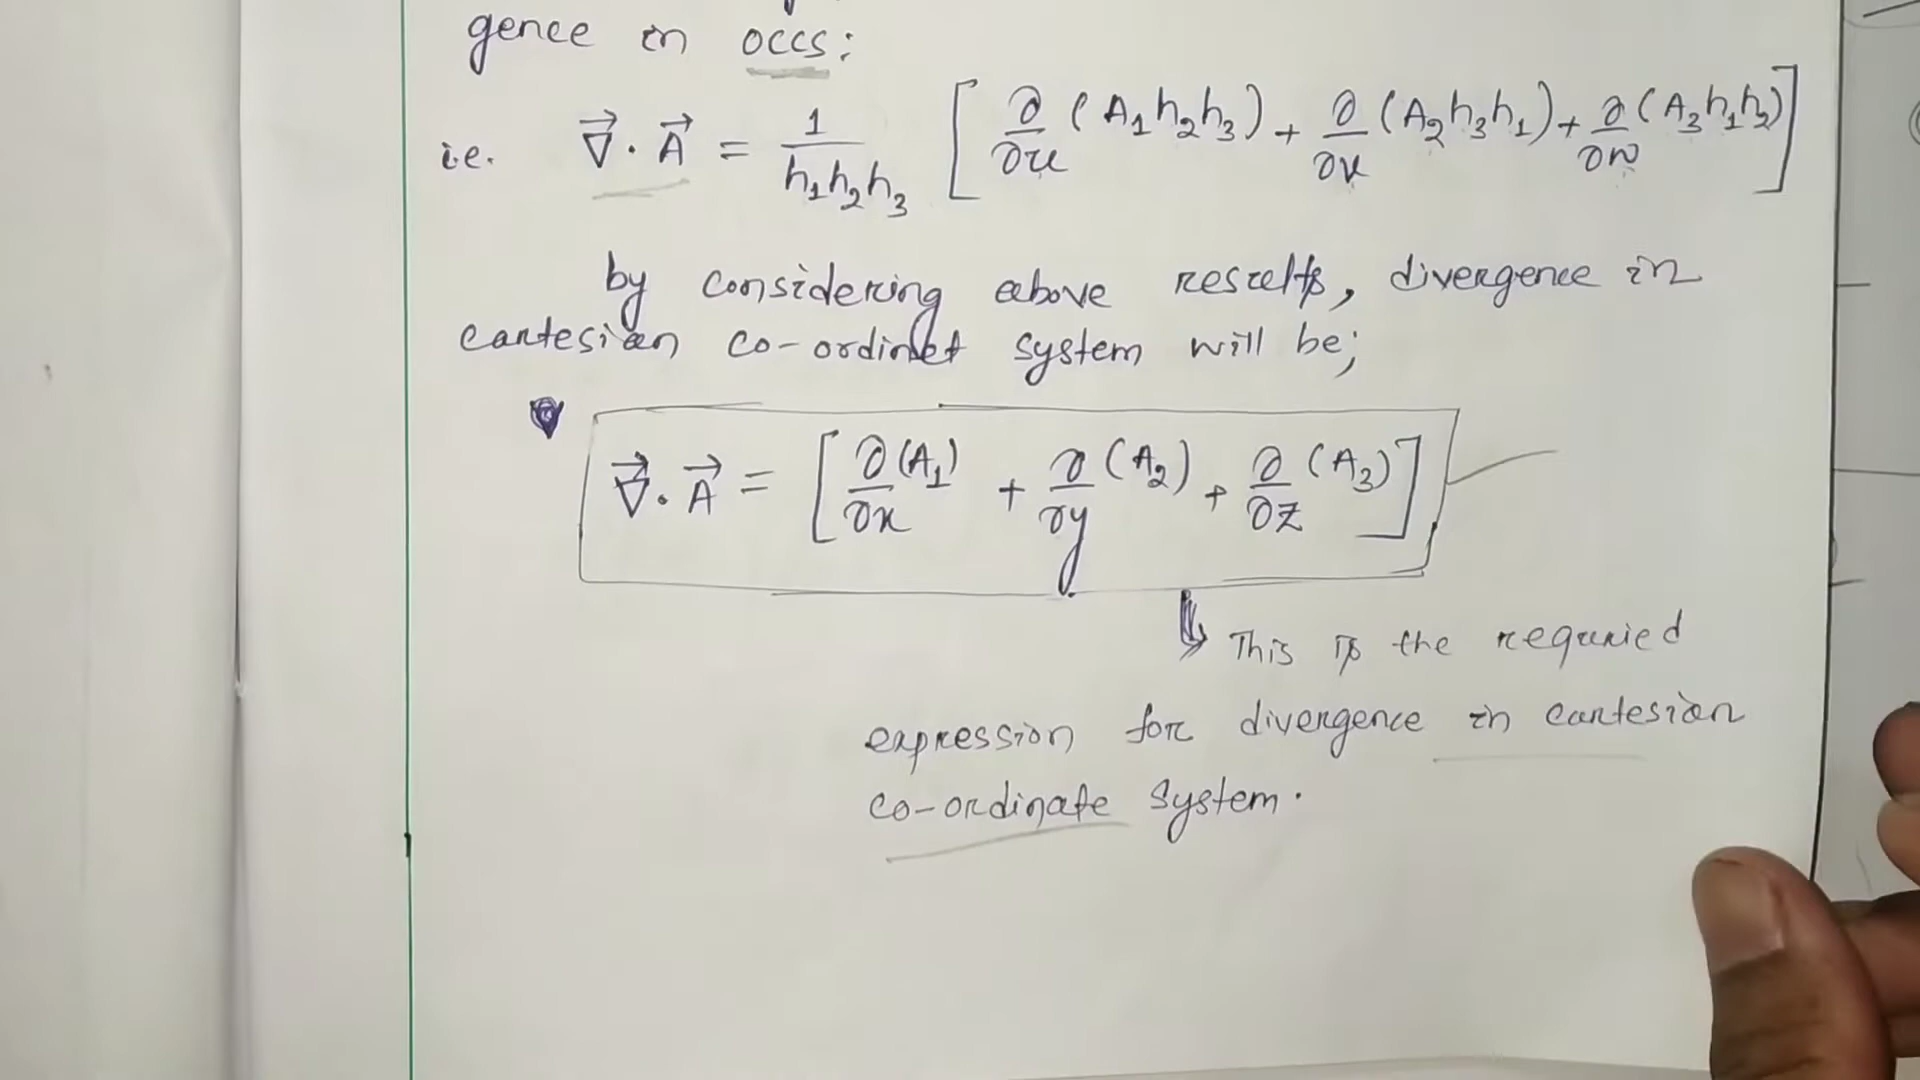 gence in OCCS:
i.e. ∇⃗ . A⃗ = 1/h₁h₂h₃ [ ∂/∂u (A₁h₂h₃) + ∂/∂v (A₂h₃h₁) + ∂/∂w (A₃h₁h₂) ]
by considering above results, divergence in
cartesian co-ordinet system will be;
∇⃗ . A⃗ = [ ∂/∂x (A₁) + ∂/∂y (A₂) + ∂/∂z (A₃) ]
This is the requried
expression for divergence in cartesian
co-ordinate system.